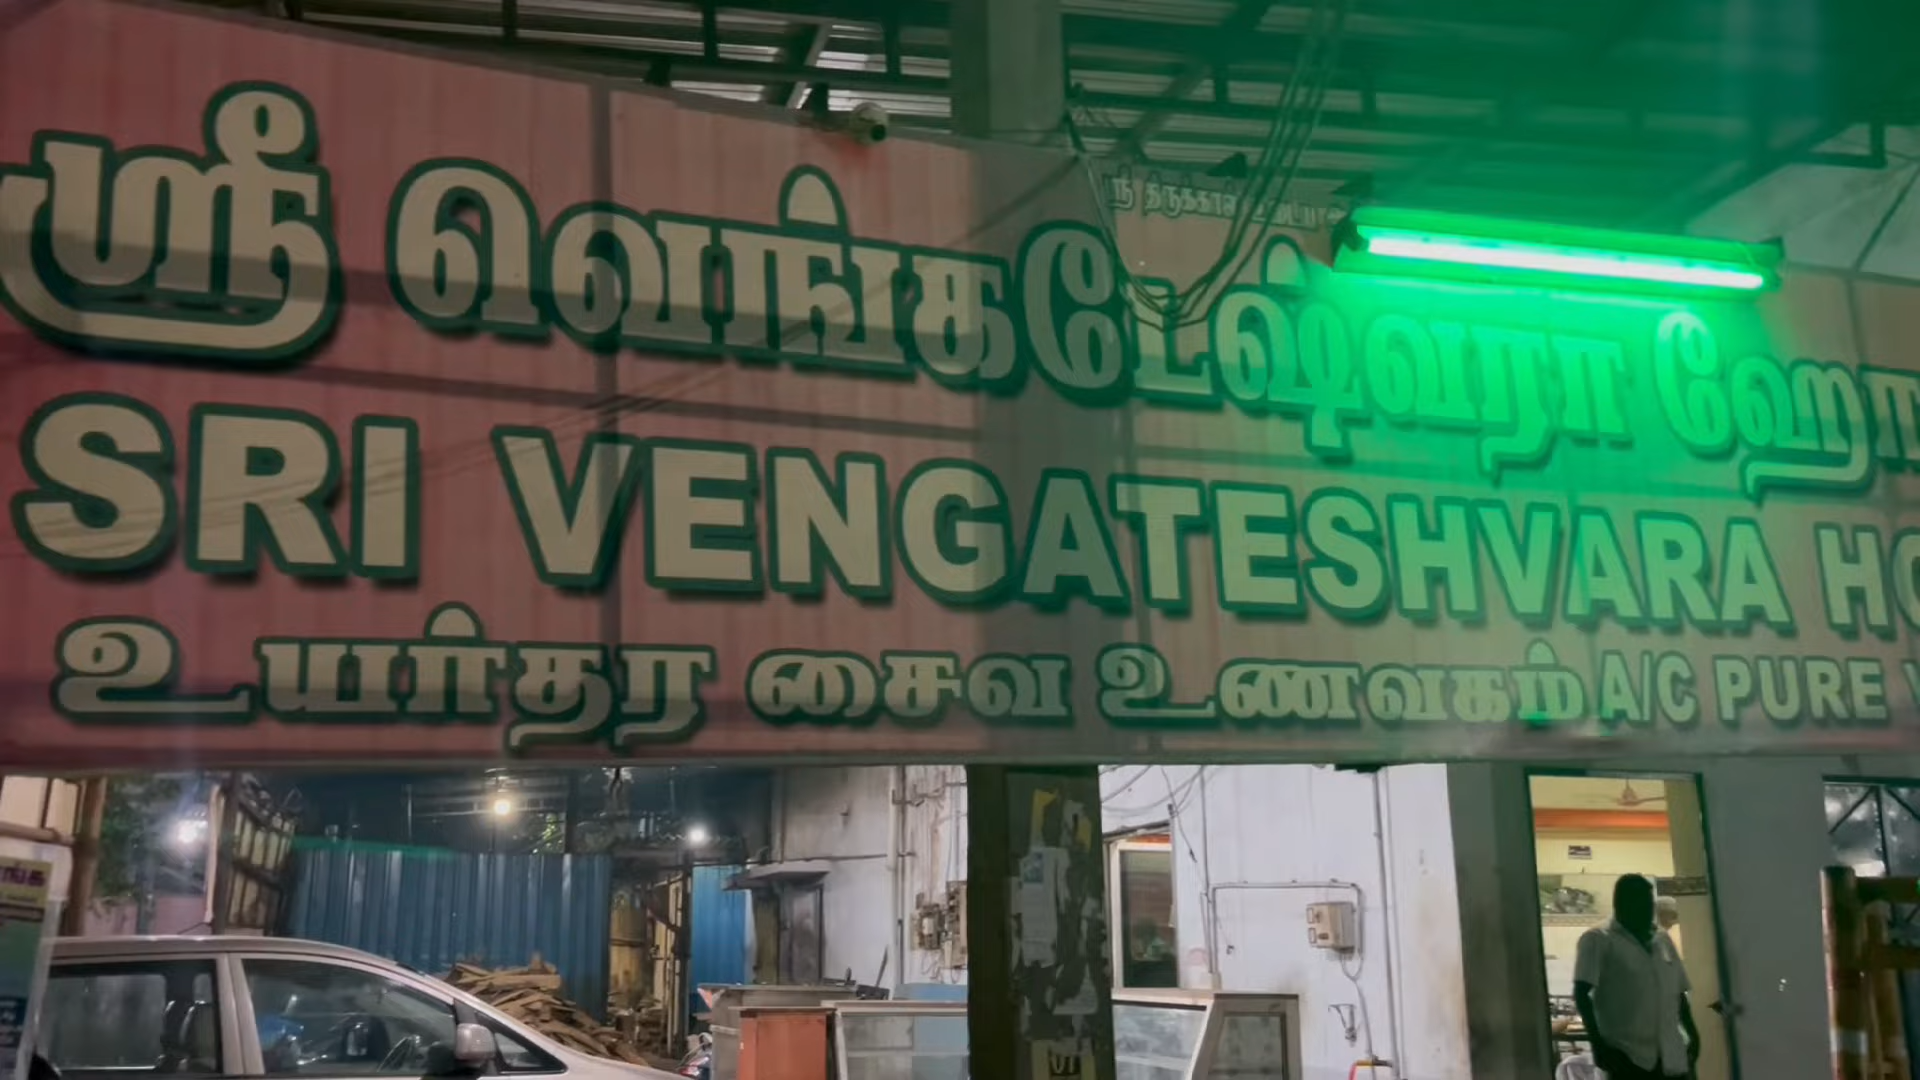 ஸ்ரீ வெங்கடேஷ்வரா ஹோ
SRI VENGATESHVARA HO
உயர்தர சைவ உணவகம் A/C PURE V